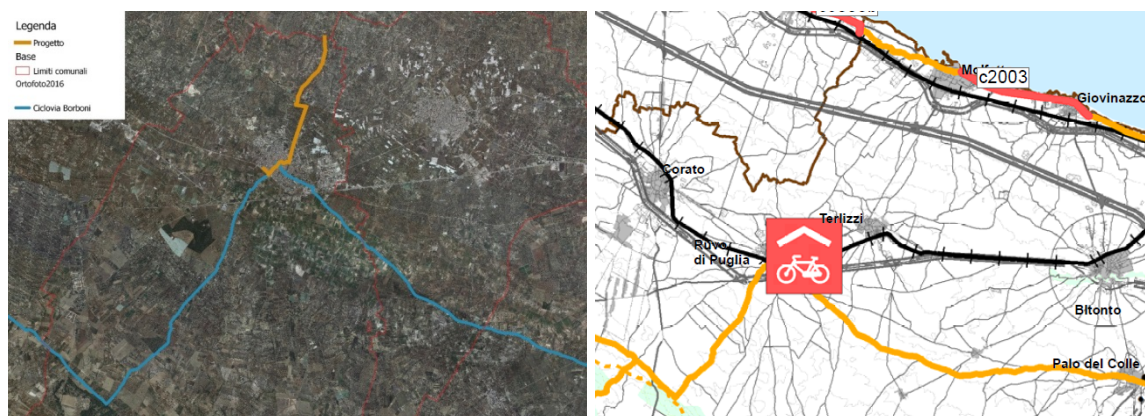 Legenda
Progetto
Base
Limiti comunali
Ortofoto2016
Ciclovia Borboni
c2003
Giovinazzo
Corato
Terlizzi
Ruvo
di Puglia
BItonto
Palo del Colle